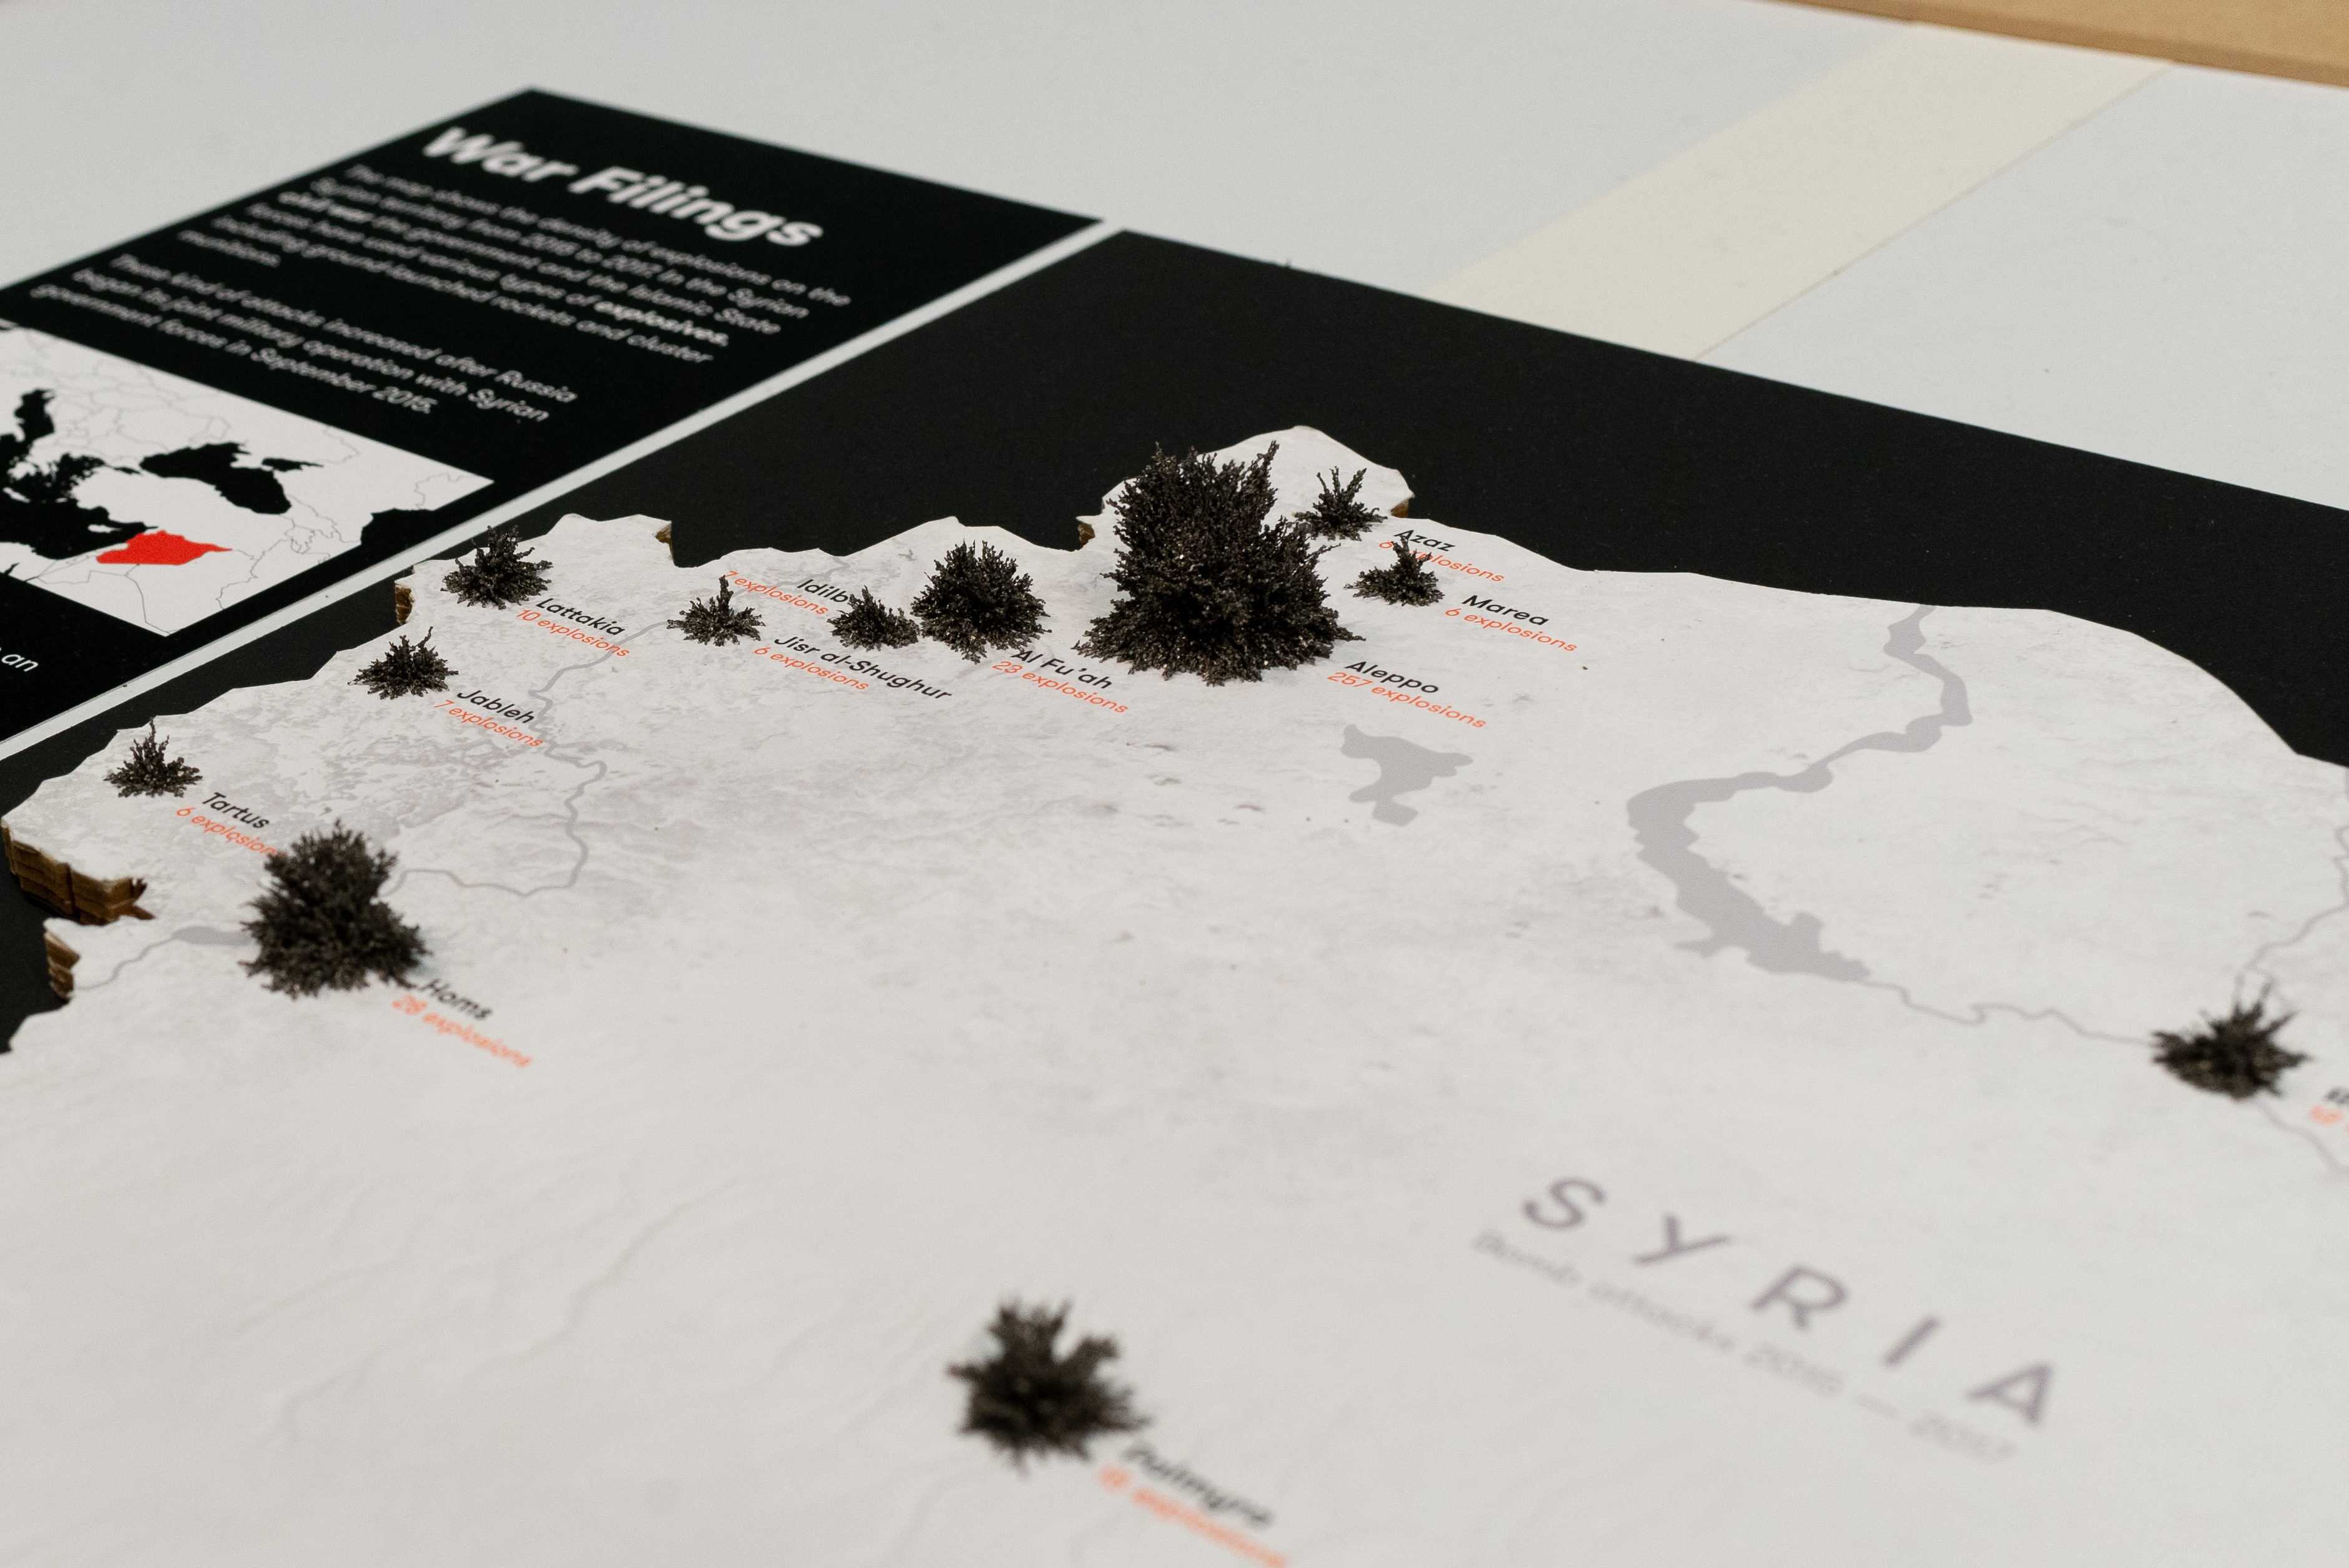 War Filings
The map shows the density of explosions on the
Syrian territory from 2015 to 2017. In the Syrian
civil war the government and the Islamic State
forces have used various types of explosives,
including ground-launched rockets and cluster
munitions.
These kind of attacks increased after Russia
began its joint military operation with Syrian
government forces in September 2015.
an
Azaz
6 explosions
Marea
6 explosions
Aleppo
257 explosions
Al Fu'ah
23 explosions
Idlib
7 explosions
Jisr al-Shughur
6 explosions
Lattakia
10 explosions
Jableh
7 explosions
Tartus
6 explosions
Homs
28 explosions
SYRIA
Bomb attacks 2015 — 2017
Palmyra
explosions